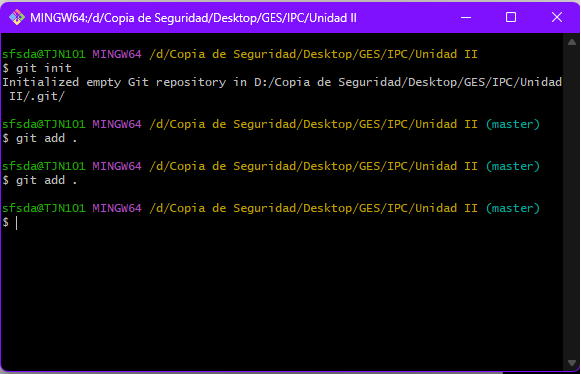 MINGW64:/d/Copia de Seguridad/Desktop/GES/IPC/Unidad II
sfsda@TJN101 MINGW64 /d/Copia de Seguridad/Desktop/GES/IPC/Unidad II
$ git init
Initialized empty Git repository in D:/Copia de Seguridad/Desktop/GES/IPC/Unidad
II/.git/
sfsda@TJN101 MINGW64 /d/Copia de Seguridad/Desktop/GES/IPC/Unidad II (master)
$ git add .
sfsda@TJN101 MINGW64 /d/Copia de Seguridad/Desktop/GES/IPC/Unidad II (master)
$ git add .
sfsda@TJN101 MINGW64 /d/Copia de Seguridad/Desktop/GES/IPC/Unidad II (master)
$